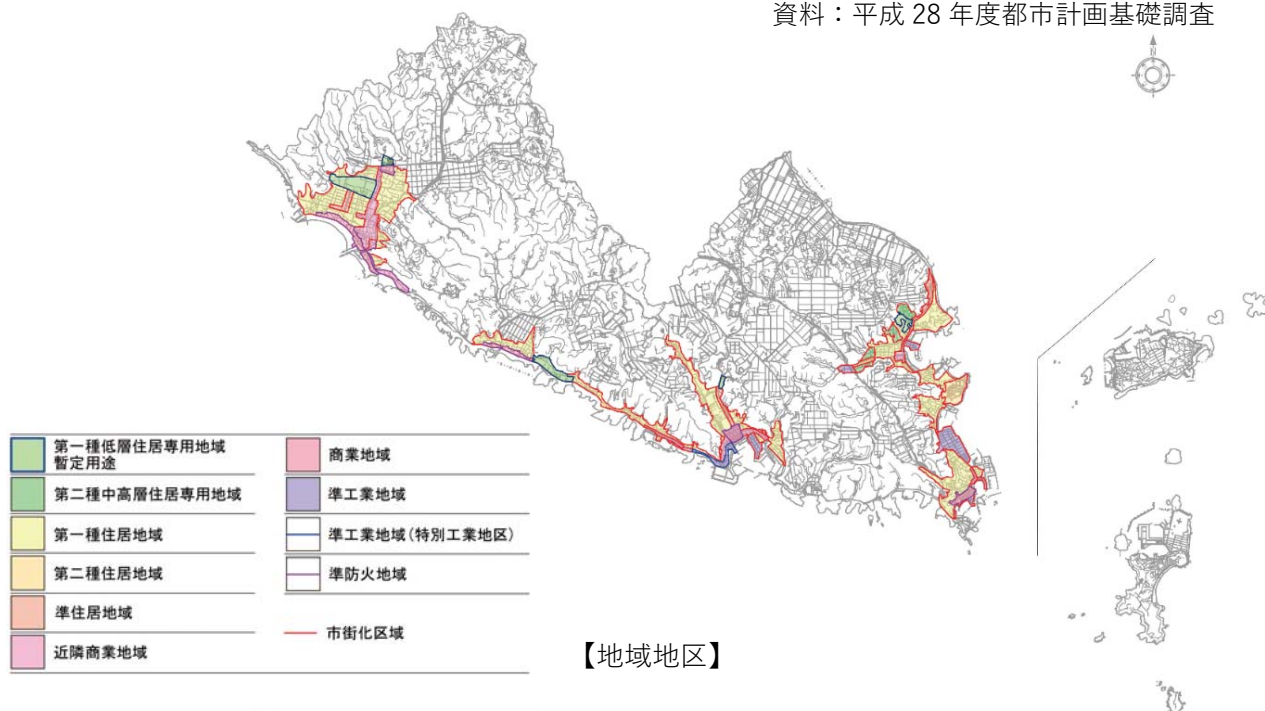 資料：平成 28 年度都市計画基礎調査
第一種低層住居専用地域
暫定用途
第二種中高層住居専用地域
第一種住居地域
第二種住居地域
準住居地域
近隣商業地域
商業地域
準工業地域
準工業地域(特別工業地区)
準防火地域
市街化区域
【地域地区】